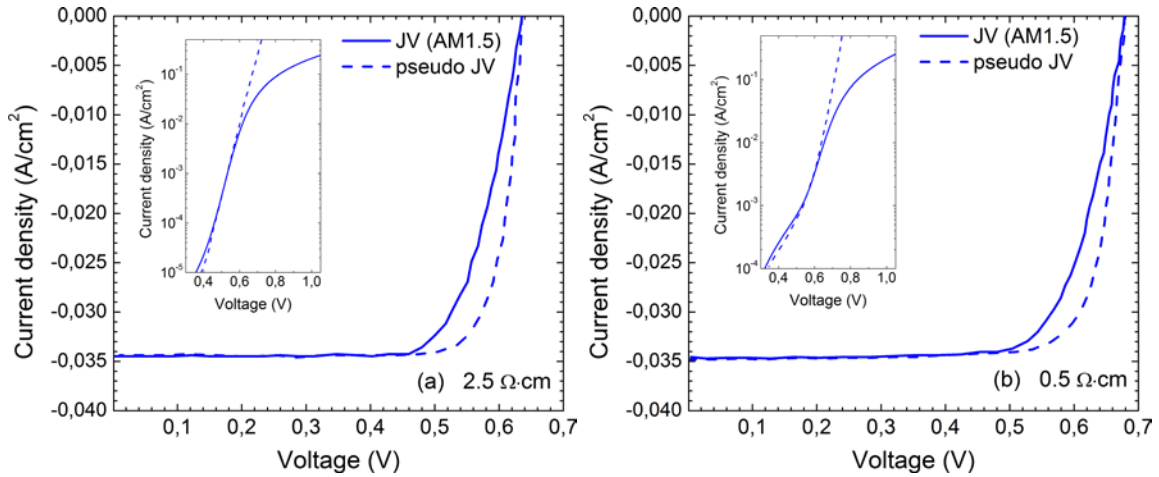 0,000
-0,005
-0,010
-0,015
-0,020
-0,025
-0,030
-0,035
-0,040
Current density (A/cm²)
0,1 0,2 0,3 0,4 0,5 0,6 0,7
Voltage (V)
JV (AM1.5)
pseudo JV
10⁻¹
10⁻²
10⁻³
10⁻⁴
10⁻⁵
Current density (A/cm²)
0,4 0,6 0,8 1,0
Voltage (V)
(a) 2.5 Ω·cm
0,000
-0,005
-0,010
-0,015
-0,020
-0,025
-0,030
-0,035
-0,040
Current density (A/cm²)
0,1 0,2 0,3 0,4 0,5 0,6 0,7
Voltage (V)
JV (AM1.5)
pseudo JV
10⁻¹
10⁻²
10⁻³
10⁻⁴
Current density (A/cm²)
0,4 0,6 0,8 1,0
Voltage (V)
(b) 0.5 Ω·cm